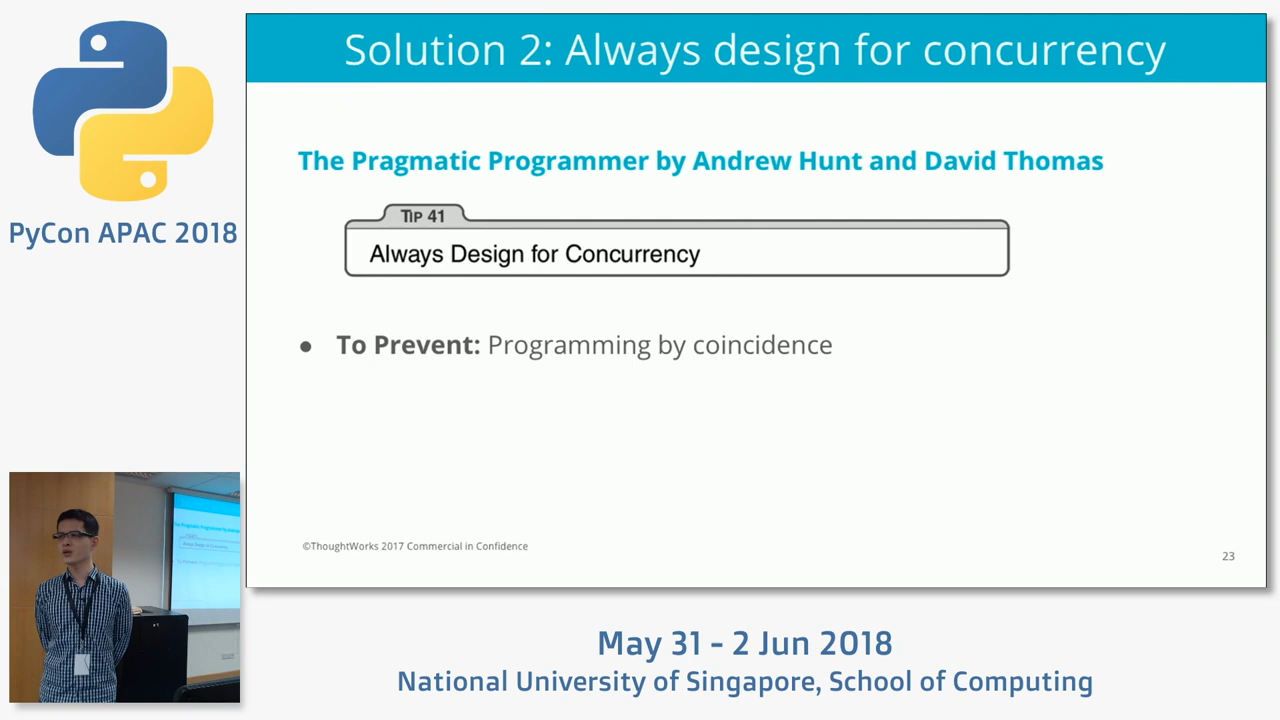 Solution 2: Always design for concurrency
The Pragmatic Programmer by Andrew Hunt and David Thomas
TIP 41
Always Design for Concurrency
● To Prevent: Programming by coincidence
©ThoughtWorks 2017 Commercial in Confidence
23
PyCon APAC 2018
May 31 - 2 Jun 2018
National University of Singapore, School of Computing